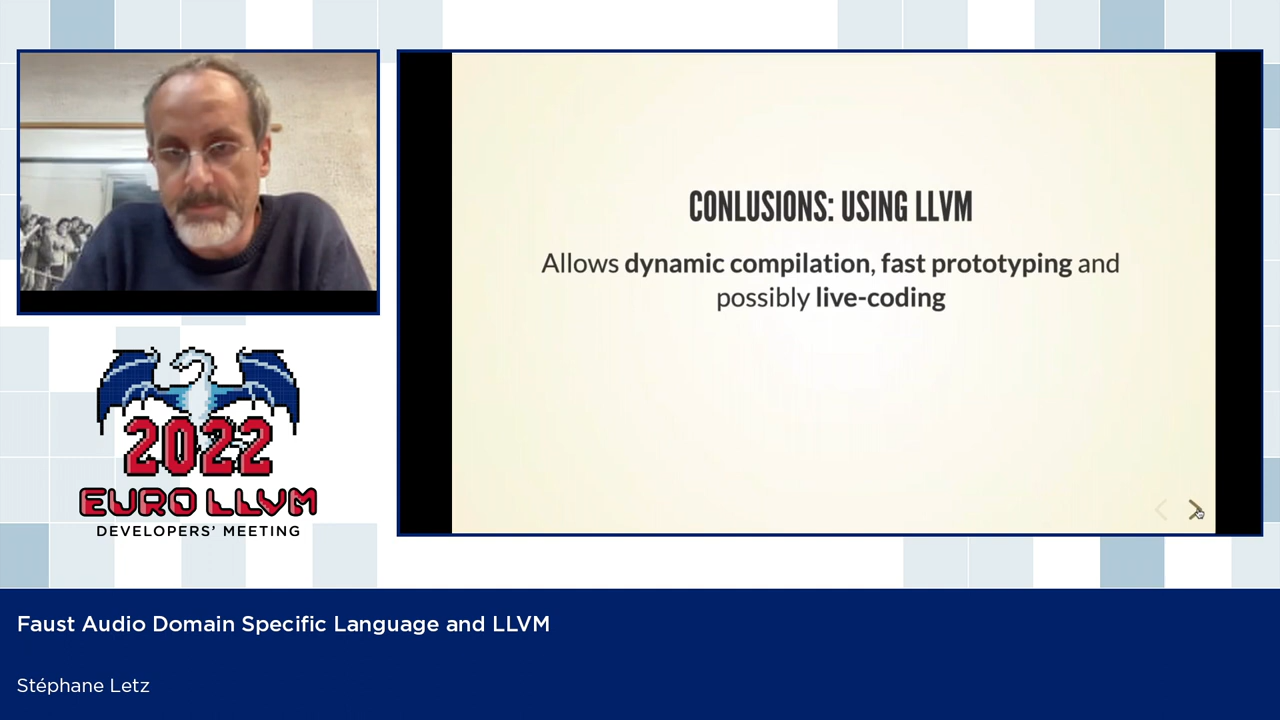 CONLUSIONS: USING LLVM
Allows dynamic compilation, fast prototyping and
possibly live-coding
2022
EURO LLVM
DEVELOPERS' MEETING
Faust Audio Domain Specific Language and LLVM
Stéphane Letz